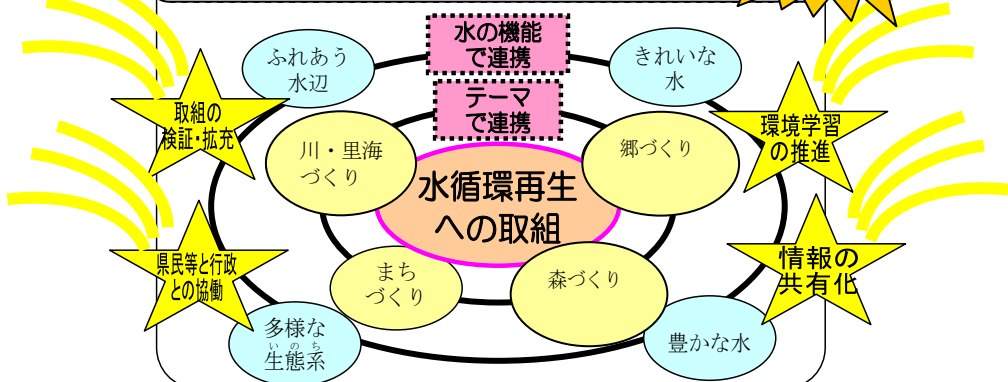 水の機能
で連携
ふれあう
水辺
きれいな
水
テーマ
で連携
取組の
検証・拡充
環境学習
の推進
川・里海
づくり
郷づくり
水循環再生
への取組
県民等と行政
との協働
情報の
共有化
まち
づくり
森づくり
多様な
いのち
生態系
豊かな水